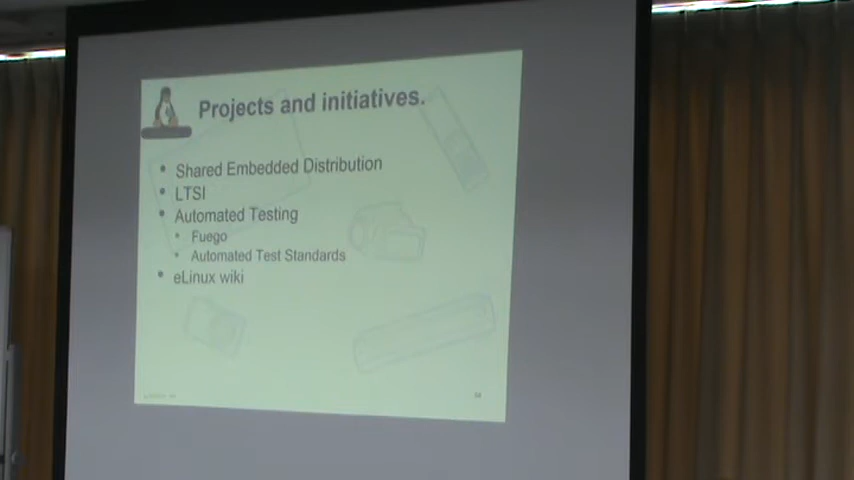 Projects and initiatives.
• Shared Embedded Distribution
• LTSI
• Automated Testing
• Fuego
• Automated Test Standards
• eLinux wiki